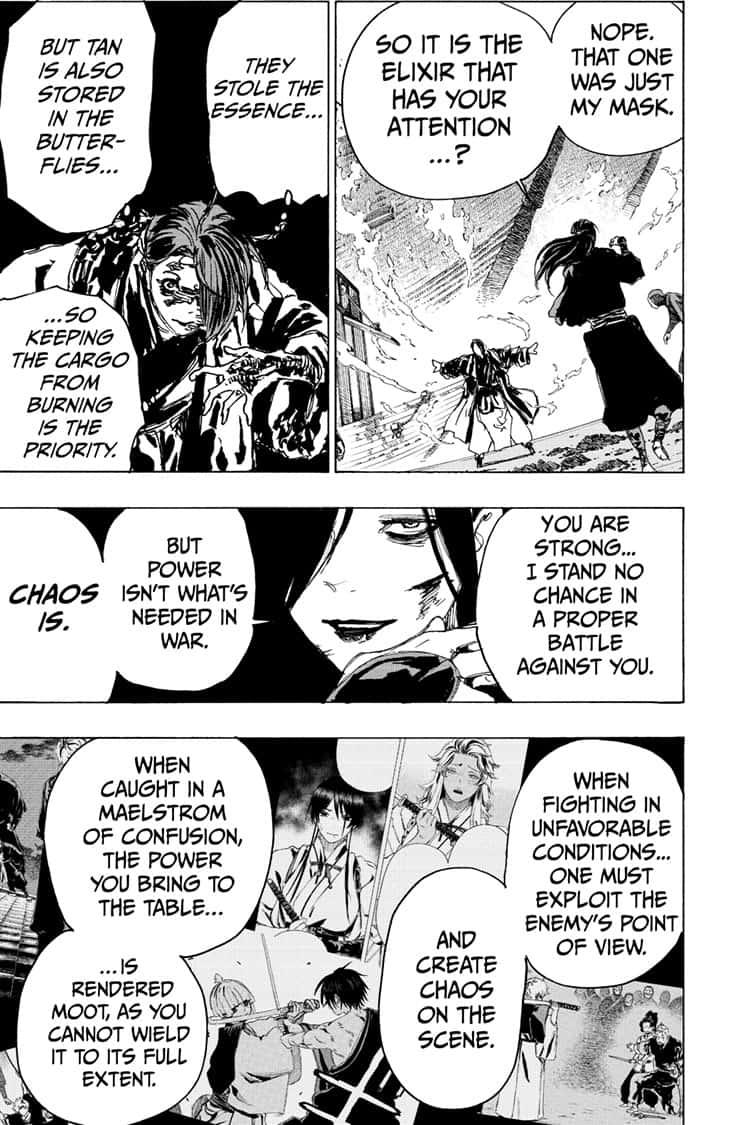 NOPE.
THAT ONE
WAS JUST
MY MASK.
SO IT IS THE
ELIXIR THAT
HAS YOUR
ATTENTION
...?
THEY
STOLE THE
ESSENCE...
BUT TAN
IS ALSO
STORED
IN THE
BUTTER-
FLIES...
...SO
KEEPING
THE CARGO
FROM
BURNING
IS THE
PRIORITY.
YOU ARE
STRONG...
I STAND NO
CHANCE IN
A PROPER
BATTLE
AGAINST YOU.
BUT
POWER
ISN'T WHAT'S
NEEDED IN
WAR.
CHAOS
IS.
WHEN
FIGHTING IN
UNFAVORABLE
CONDITIONS...
ONE MUST
EXPLOIT THE
ENEMY'S POINT
OF VIEW.
AND
CREATE
CHAOS
ON THE
SCENE.
WHEN
CAUGHT IN A
MAELSTROM
OF CONFUSION,
THE POWER
YOU BRING TO
THE TABLE...
...IS
RENDERED
MOOT, AS YOU
CANNOT WIELD
IT TO ITS FULL
EXTENT.